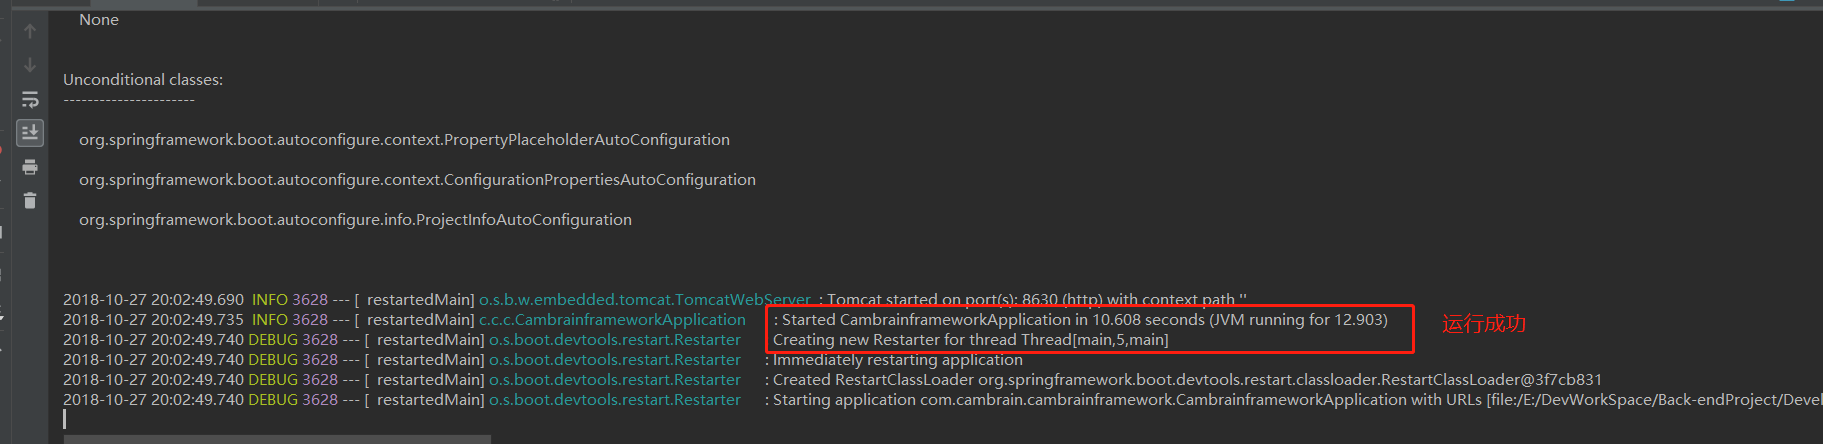 None
Unconditional classes:
----------------------
org.springframework.boot.autoconfigure.context.PropertyPlaceholderAutoConfiguration
org.springframework.boot.autoconfigure.context.ConfigurationPropertiesAutoConfiguration
org.springframework.boot.autoconfigure.info.ProjectInfoAutoConfiguration
2018-10-27 20:02:49.690 INFO 3628 --- [ restartedMain] o.s.b.w.embedded.tomcat.TomcatWebServer : Tomcat started on port(s): 8630 (http) with context path ''
2018-10-27 20:02:49.735 INFO 3628 --- [ restartedMain] c.c.c.CambrainframeworkApplication : Started CambrainframeworkApplication in 10.608 seconds (JVM running for 12.903) 运行成功
2018-10-27 20:02:49.740 DEBUG 3628 --- [ restartedMain] o.s.boot.devtools.restart.Restarter Creating new Restarter for thread Thread[main,5,main]
2018-10-27 20:02:49.740 DEBUG 3628 --- [ restartedMain] o.s.boot.devtools.restart.Restarter : Immediately restarting application
2018-10-27 20:02:49.740 DEBUG 3628 --- [ restartedMain] o.s.boot.devtools.restart.Restarter : Created RestartClassLoader org.springframework.boot.devtools.restart.classloader.RestartClassLoader@3f7cb831
2018-10-27 20:02:49.740 DEBUG 3628 --- [ restartedMain] o.s.boot.devtools.restart.Restarter : Starting application com.cambrain.cambrainframework.CambrainframeworkApplication with URLs [file:/E:/DevWorkSpace/Back-endProject/Devel